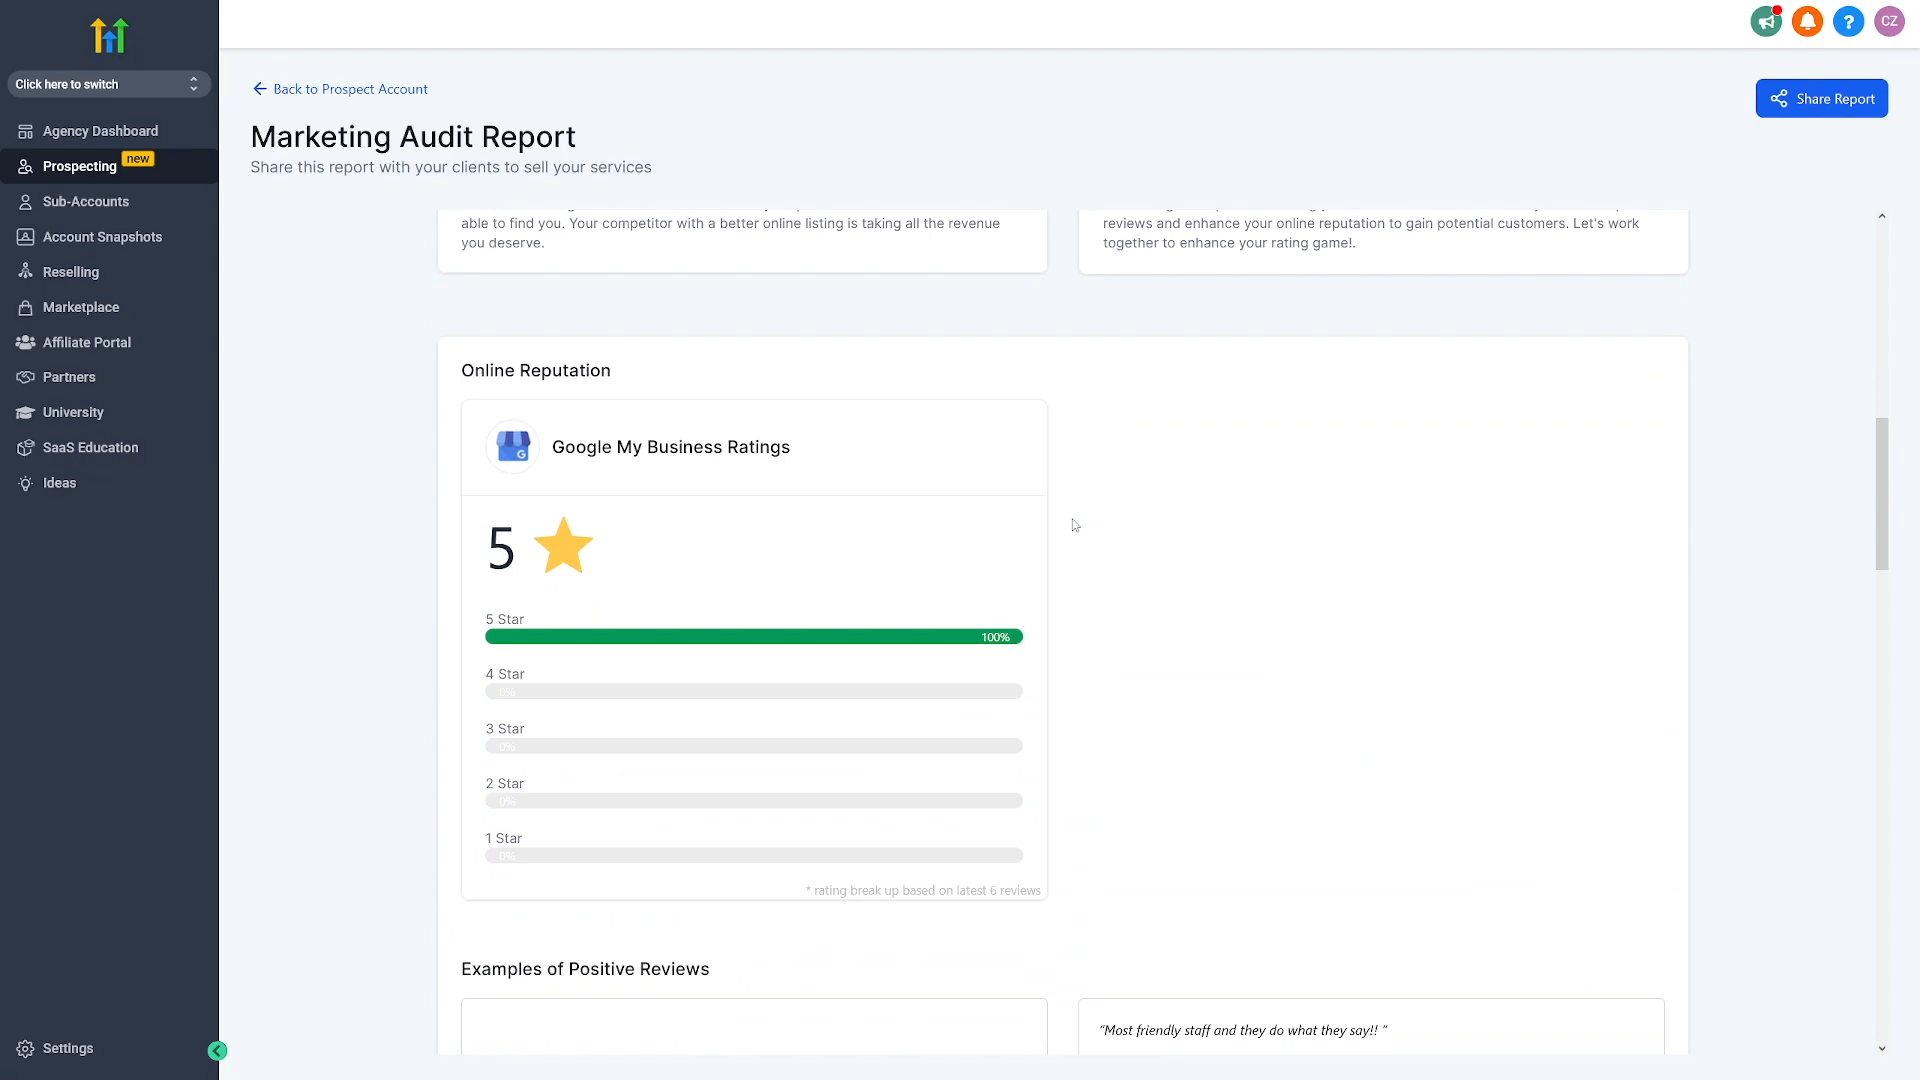 CZ
Click here to switch
Agency Dashboard
Prospecting new
Sub-Accounts
Account Snapshots
Reselling
Marketplace
Affiliate Portal
Partners
University
SaaS Education
Ideas
Settings
Back to Prospect Account
Share Report
Marketing Audit Report
Share this report with your clients to sell your services
able to find you. Your competitor with a better online listing is taking all the revenue
you deserve.
reviews and enhance your online reputation to gain potential customers. Let's work
together to enhance your rating game!.
Online Reputation
G
Google My Business Ratings
5
5 Star
100%
4 Star
0%
3 Star
0%
2 Star
0%
1 Star
0%
* rating break up based on latest 6 reviews
Examples of Positive Reviews
“Most friendly staff and they do what they say!! ”